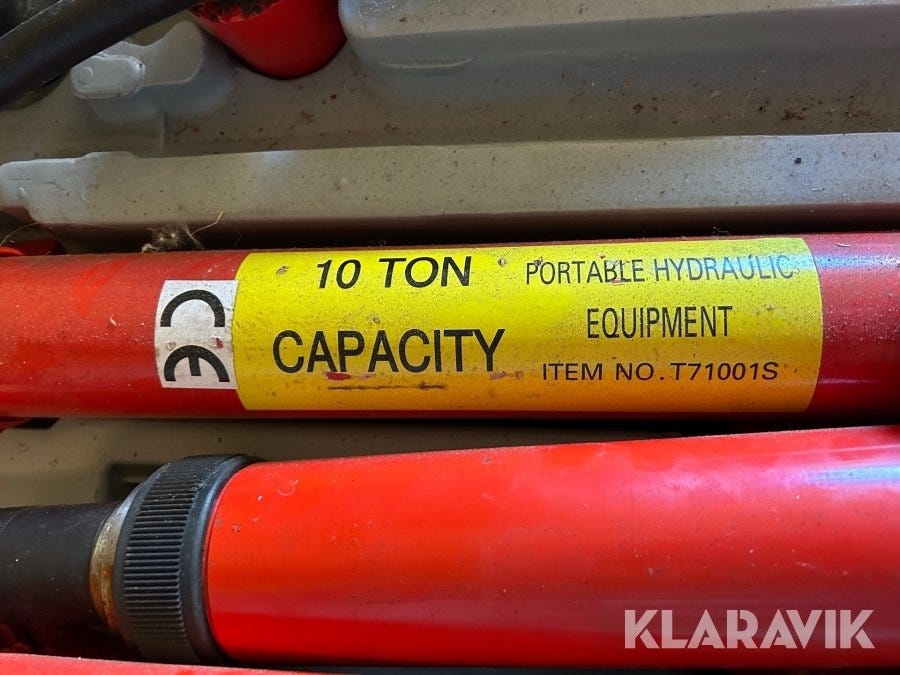 CE
10 TON
CAPACITY
PORTABLE HYDRAULIC
EQUIPMENT
ITEM NO. T71001S
KLARAVIK